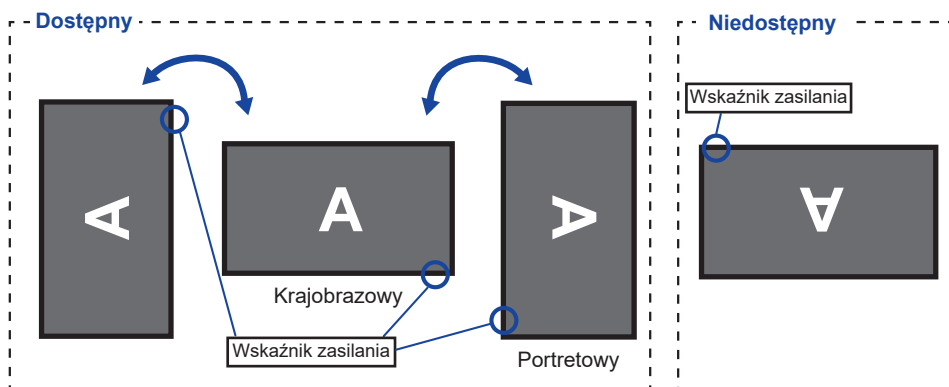 Dostępny
Niedostępny
Wskaźnik zasilania
A
A
A
A
Krajobrazowy
Wskaźnik zasilania
Portretowy